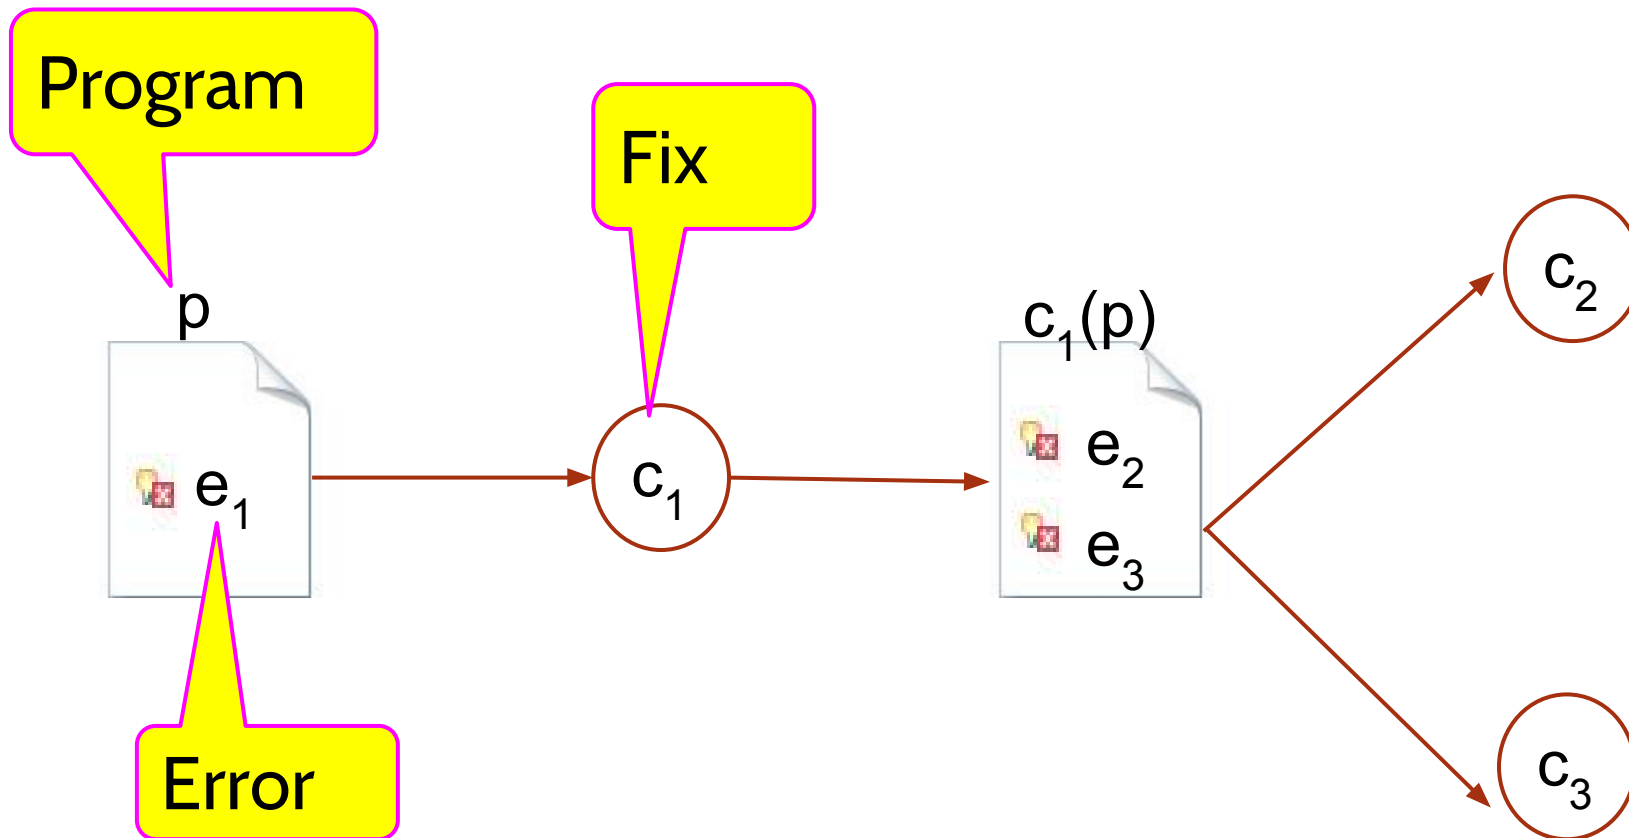 Program
Fix
p
c₁(p)
c₂
e₁
c₁
e₂
e₃
Error
c₃